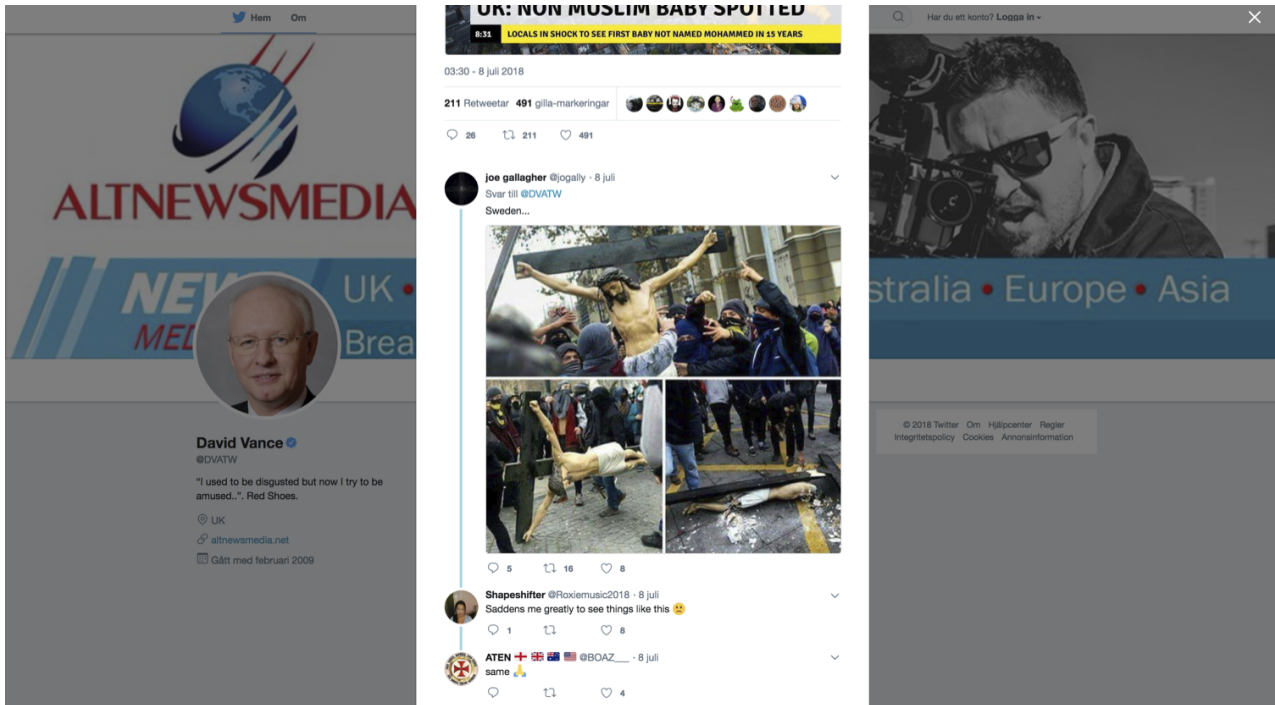 Hem Om
ALTNEWSMEDIA
NEW UK •
MED Brea
David Vance
@DVATW
"I used to be disgusted but now I try to be
amused..". Red Shoes.
UK
altnewsmedia.net
Gått med februari 2009
UK: NON MUSLIM BABY SPOTTED
8:31 LOCALS IN SHOCK TO SEE FIRST BABY NOT NAMED MOHAMMED IN 15 YEARS
03:30 - 8 juli 2018
211 Retweetar 491 gilla-markeringar
26 211 491
joe gallagher @jogally · 8 juli
Svar till @DVATW
Sweden...
5 16 8
Shapeshifter @Roxiemusic2018 · 8 juli
Saddens me greatly to see things like this 🙁
1 8
ATEN 🏴󠁧󠁢󠁥󠁮󠁧󠁿 🇬🇧 🇦🇺 🇺🇸 @BOAZ___ · 8 juli
same 🙏
4
Har du ett konto? Logga in
stralia • Europe • Asia
© 2018 Twitter Om Hjälpcenter Regler
Integritetspolicy Cookies Annonsinformation